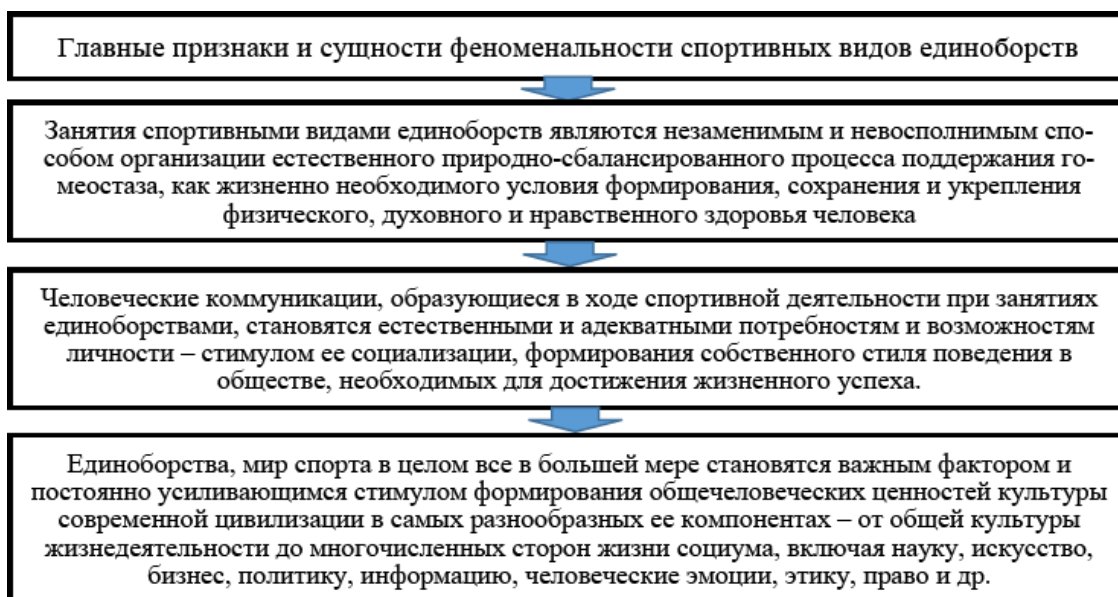 Главные признаки и сущности феноменальности спортивных видов единоборств
Занятия спортивными видами единоборств являются незаменимым и невосполнимым спо-
собом организации естественного природно-сбалансированного процесса поддержания го-
меостаза, как жизненно необходимого условия формирования, сохранения и укрепления
физического, духовного и нравственного здоровья человека
Человеческие коммуникации, образующиеся в ходе спортивной деятельности при занятиях
единоборствами, становятся естественными и адекватными потребностям и возможностям
личности – стимулом ее социализации, формирования собственного стиля поведения в
обществе, необходимых для достижения жизненного успеха.
Единоборства, мир спорта в целом все в большей мере становятся важным фактором и
постоянно усиливающимся стимулом формирования общечеловеческих ценностей культуры
современной цивилизации в самых разнообразных ее компонентах – от общей культуры
жизнедеятельности до многочисленных сторон жизни социума, включая науку, искусство,
бизнес, политику, информацию, человеческие эмоции, этику, право и др.